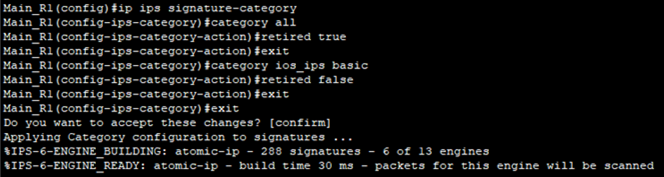 Main_R1(config)#ip ips signature-category
Main_R1(config-ips-category)#category all
Main_R1(config-ips-category-action)#retired true
Main_R1(config-ips-category-action)#exit
Main_R1(config-ips-category)#category ios_ips basic
Main_R1(config-ips-category-action)#retired false
Main_R1(config-ips-category-action)#exit
Main_R1(config-ips-category)#exit
Do you want to accept these changes? [confirm]
Applying Category configuration to signatures ...
%IPS-6-ENGINE_BUILDING: atomic-ip - 288 signatures - 6 of 13 engines
%IPS-6-ENGINE_READY: atomic-ip - build time 30 ms - packets for this engine will be scanned